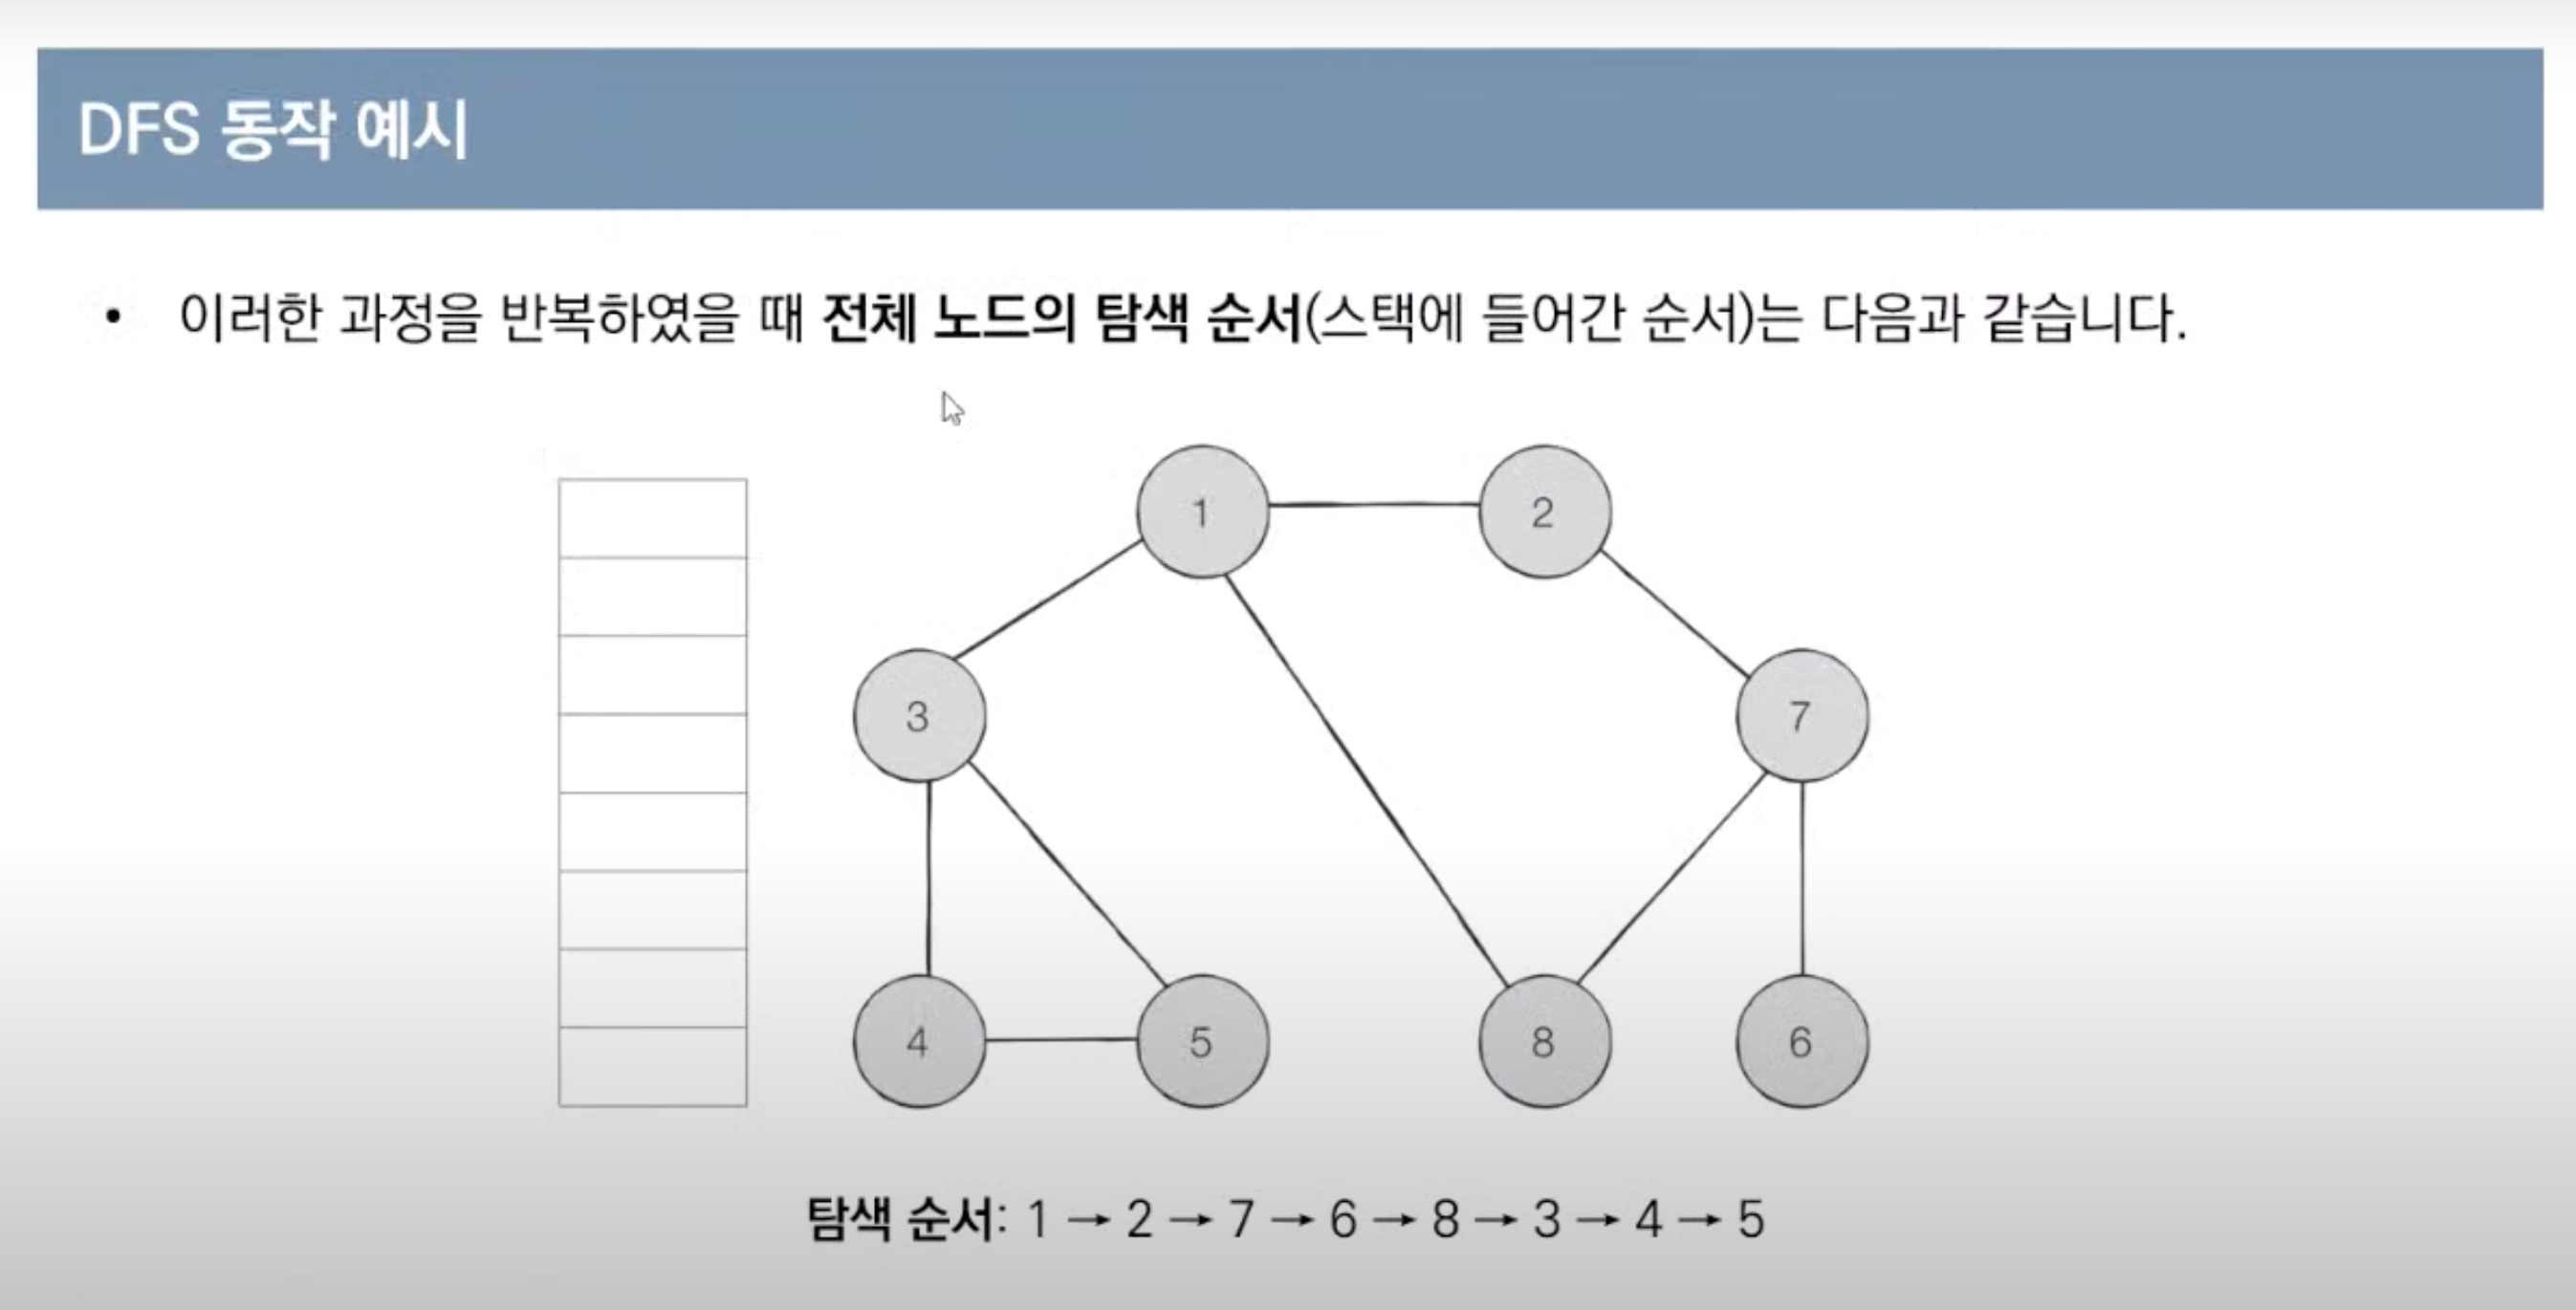 DFS 동작 예시
• 이러한 과정을 반복하였을 때 전체 노드의 탐색 순서(스택에 들어간 순서)는 다음과 같습니다.
1 2
3 7
4 5 8 6
탐색 순서: 1 → 2 → 7 → 6 → 8 → 3 → 4 → 5